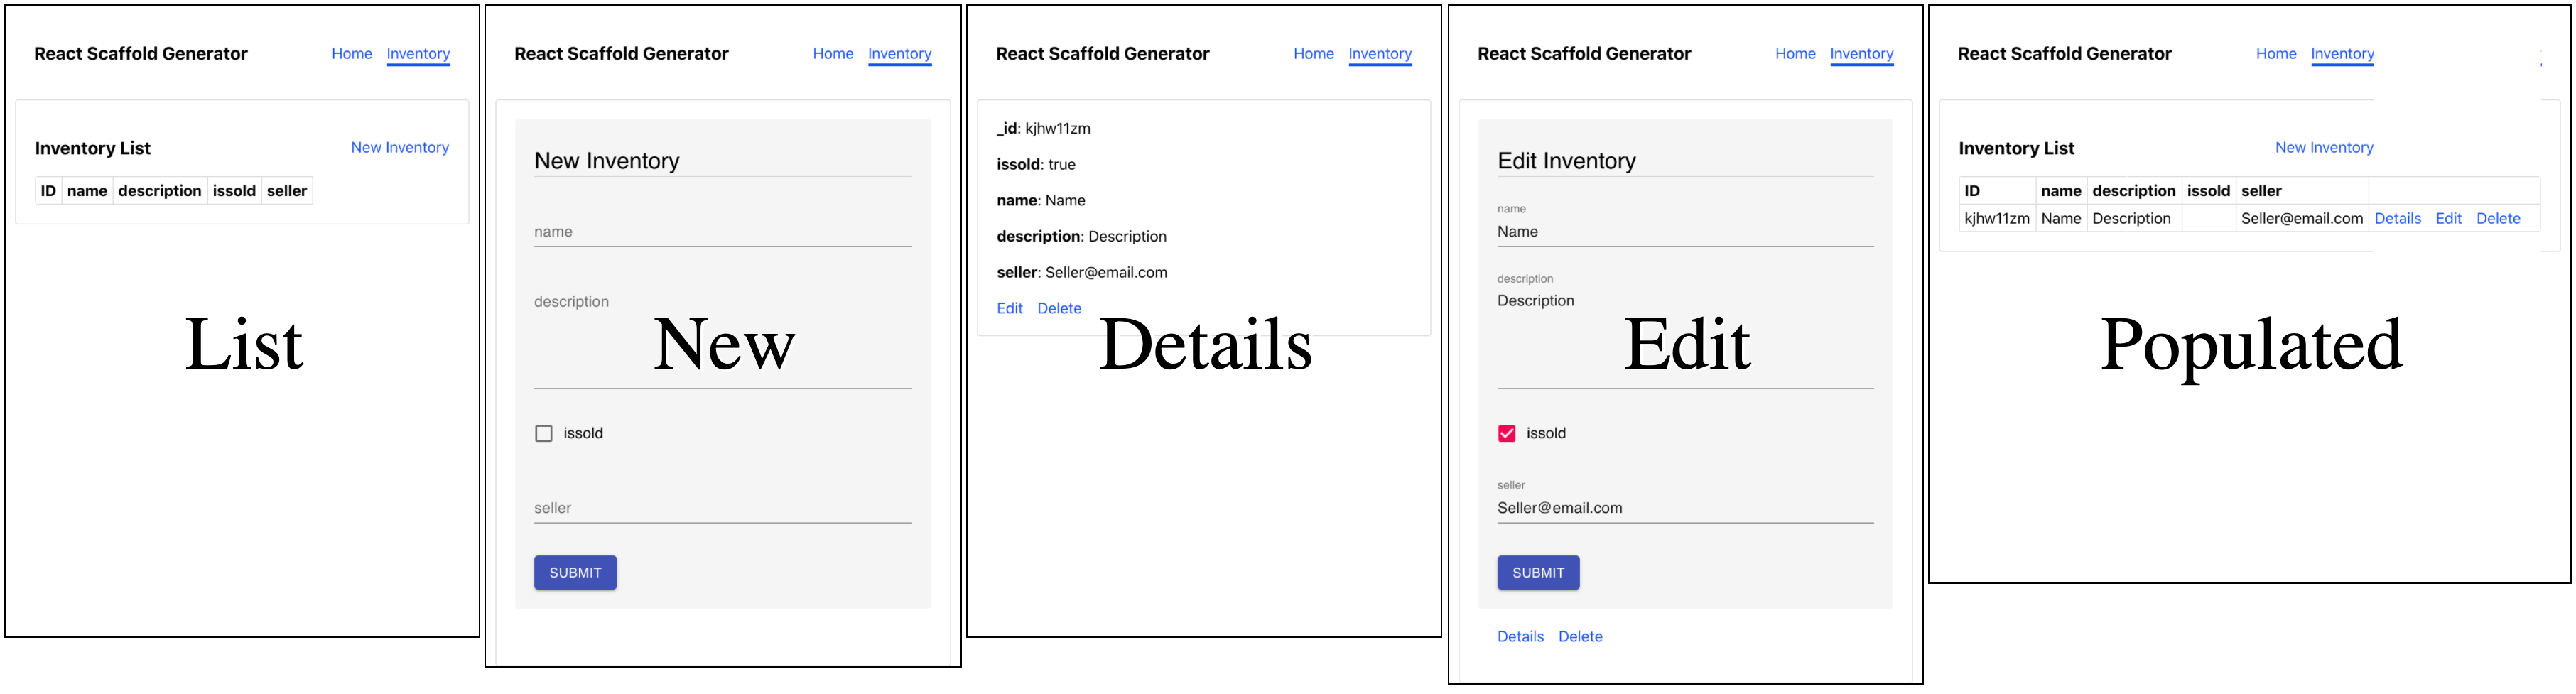 React Scaffold Generator Home Inventory
Inventory List New Inventory
ID name description issold seller
List
React Scaffold Generator Home Inventory
New Inventory
name
description
New
issold
seller
SUBMIT
React Scaffold Generator Home Inventory
_id: kjhw11zm
issold: true
name: Name
description: Description
seller: Seller@email.com
Edit Delete
Details
React Scaffold Generator Home Inventory
Edit Inventory
name
Name
description
Description
Edit
issold
seller
Seller@email.com
SUBMIT
Details Delete
React Scaffold Generator Home Inventory
Inventory List New Inventory
ID name description issold seller
kjhw11zm Name Description Seller@email.com Details Edit Delete
Populated